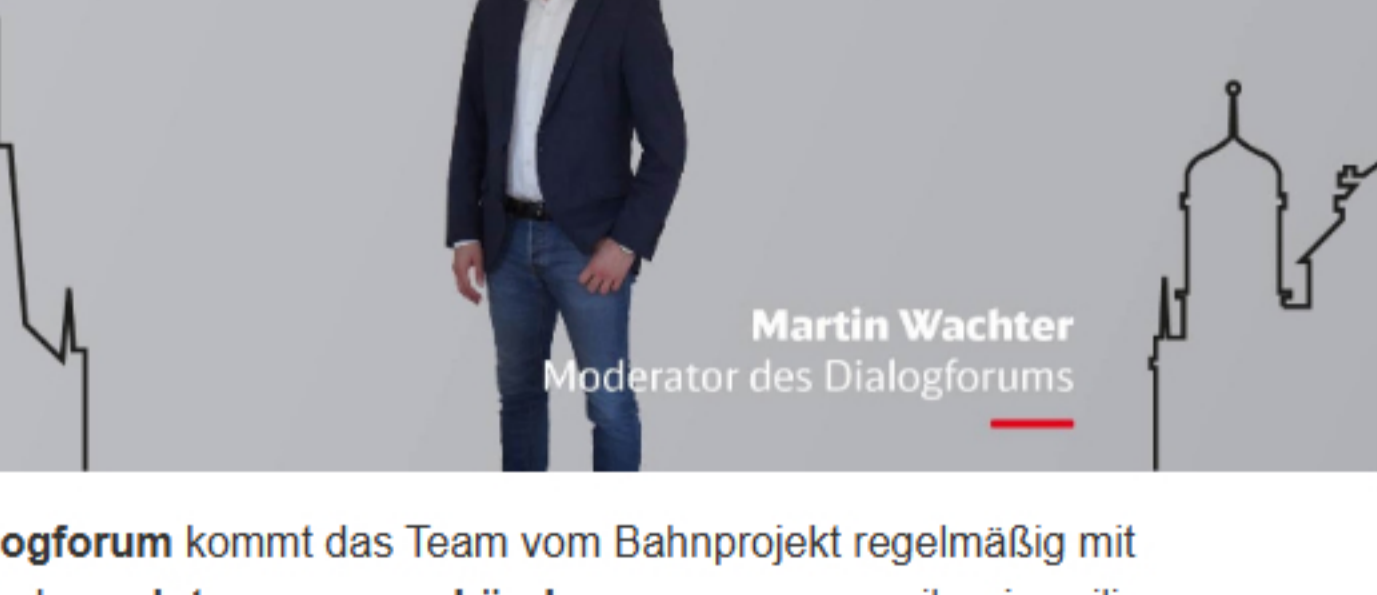 Martin Wachter
Moderator des Dialogforums
ogforum kommt das Team vom Bahnprojekt regelmäßig mit